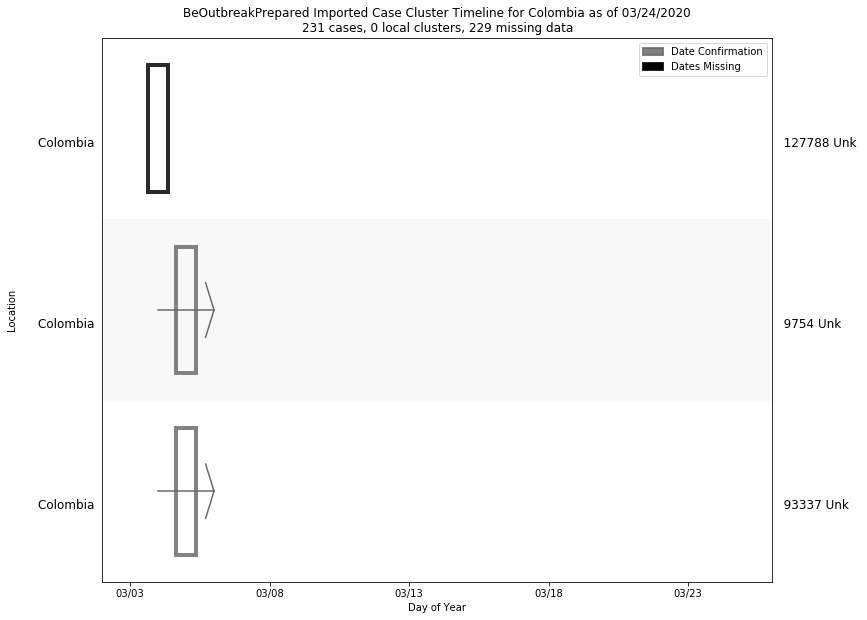 BeOutbreakPrepared Imported Case Cluster Timeline for Colombia as of 03/24/2020
231 cases, 0 local clusters, 229 missing data
Date Confirmation
Dates Missing
Colombia
127788 Unk
Location
Colombia
9754 Unk
Colombia
93337 Unk
03/03 03/08 03/13 03/18 03/23
Day of Year